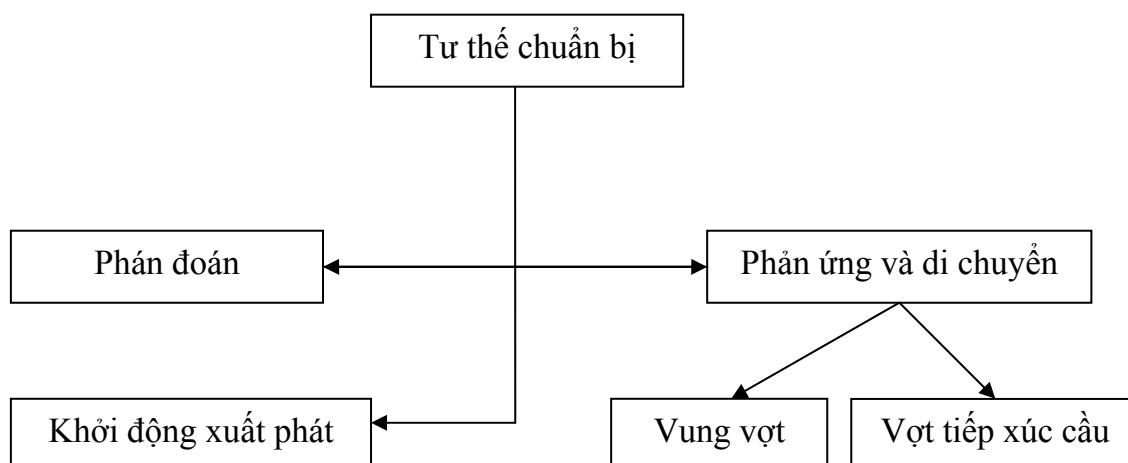 Tư thế chuẩn bị
Phán đoán
Phản ứng và di chuyển
Khởi động xuất phát
Vung vợt
Vợt tiếp xúc cầu